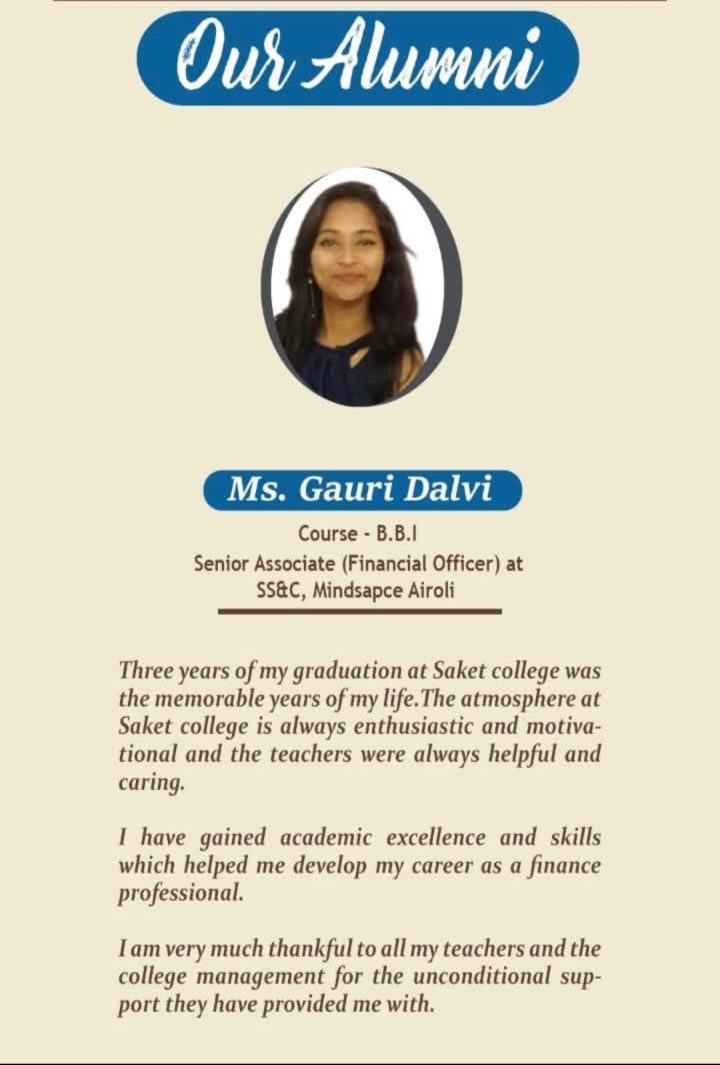 Our Alumni
Ms. Gauri Dalvi
Course - B.B.I
Senior Associate (Financial Officer) at
SS&C, Mindsapce Airoli
Three years of my graduation at Saket college was
the memorable years of my life.The atmosphere at
Saket college is always enthusiastic and motiva-
tional and the teachers were always helpful and
caring.
I have gained academic excellence and skills
which helped me develop my career as a finance
professional.
I am very much thankful to all my teachers and the
college management for the unconditional sup-
port they have provided me with.